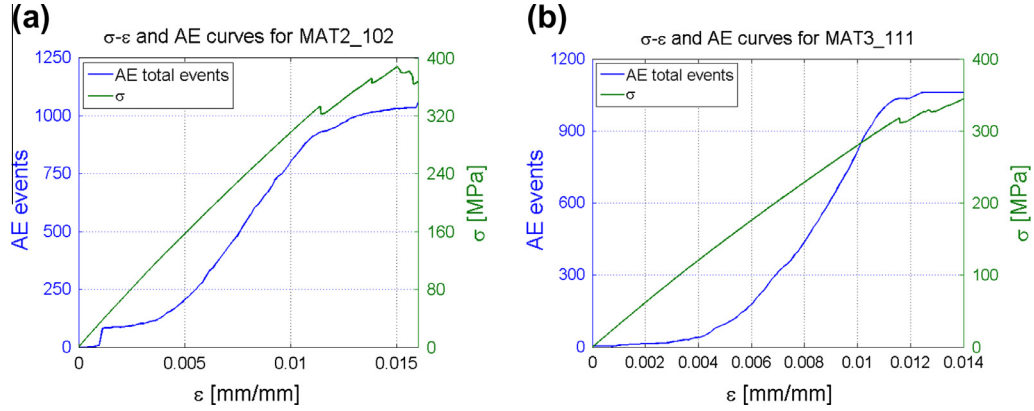 (a)
σ-ε and AE curves for MAT2_102
AE total events
σ
1250
1000
750
500
250
0
AE events
400
320
240
160
80
0
σ [MPa]
0
0.005
0.01
0.015
ε [mm/mm]
(b)
σ-ε and AE curves for MAT3_111
AE total events
σ
1200
900
600
300
0
AE events
400
300
200
100
0
σ [MPa]
0
0.002
0.004
0.006
0.008
0.01
0.012
0.014
ε [mm/mm]